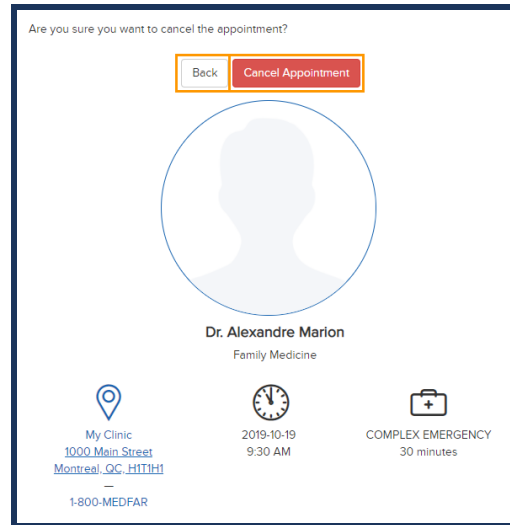 Are you sure you want to cancel the appointment?
Back
Cancel Appointment
Dr. Alexandre Marion
Family Medicine
My Clinic
1000 Main Street
Montreal, QC, H1T1H1
—
1-800-MEDFAR
2019-10-19
9:30 AM
COMPLEX EMERGENCY
30 minutes